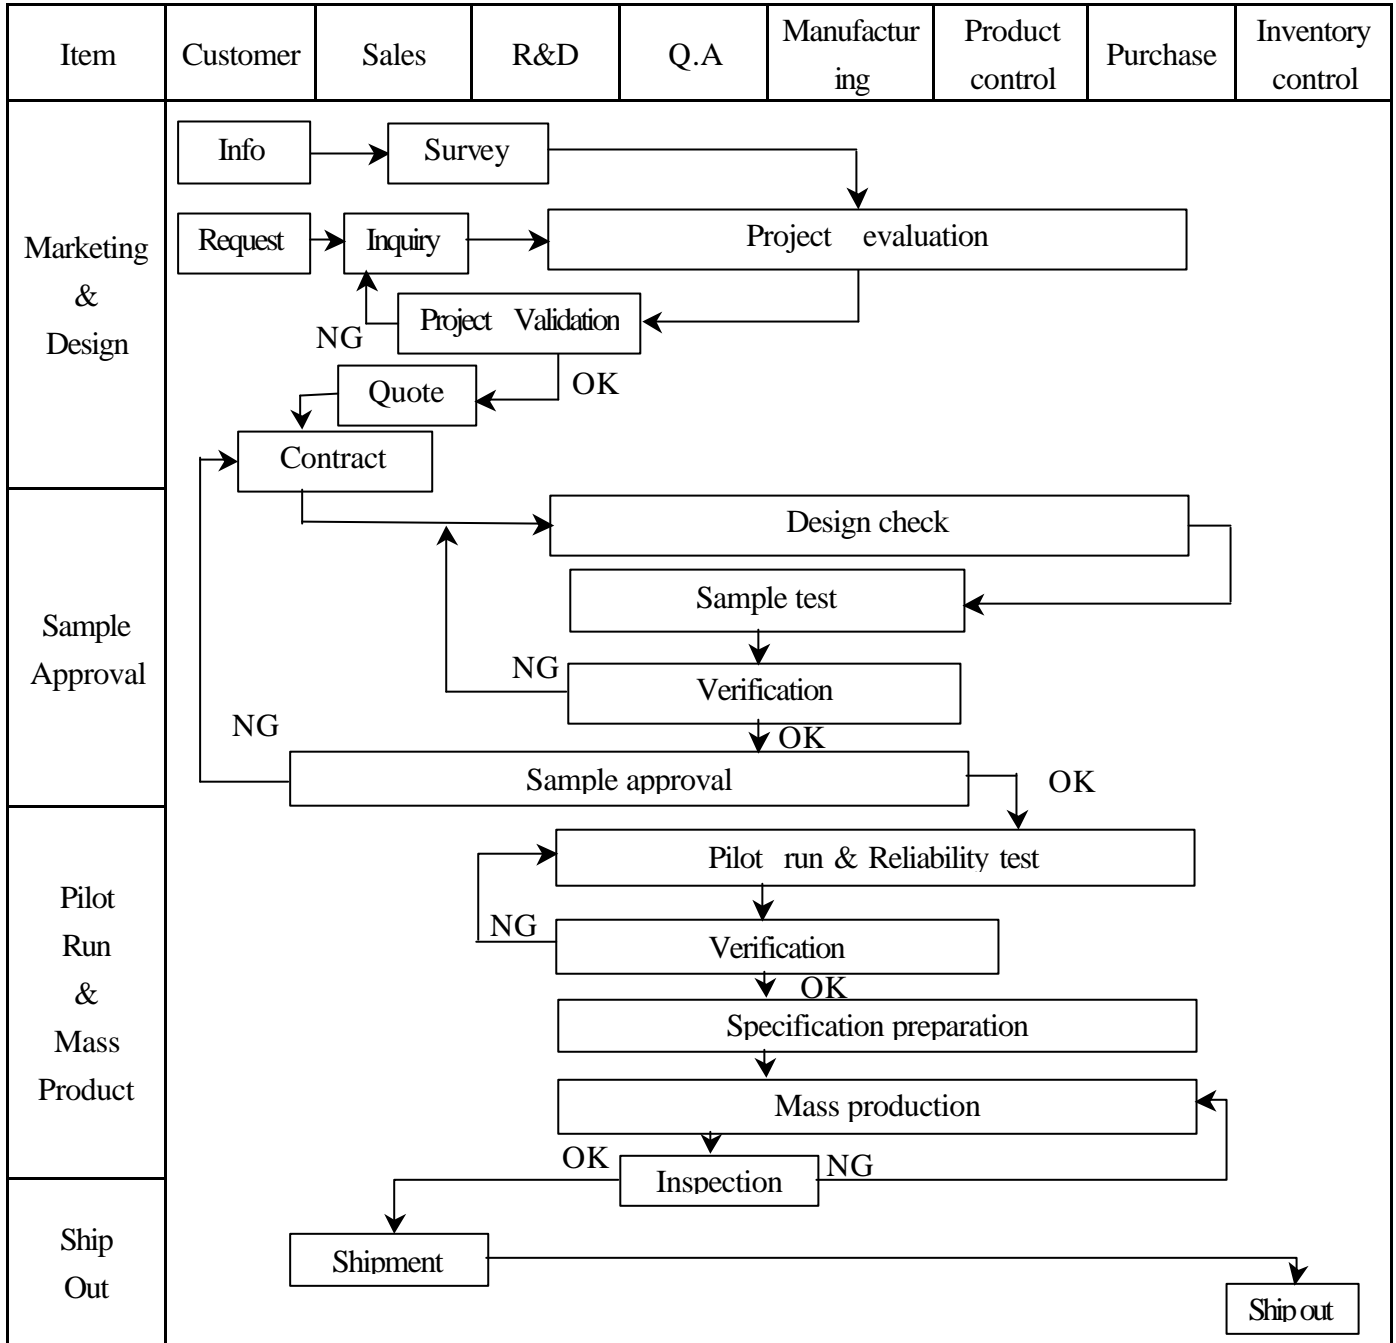 Item
Customer
Sales
R&D
Q.A
Manufactur
ing
Product
control
Purchase
Inventory
control
Marketing
&
Design
Info
Survey
Request
Inquiry
Project evaluation
NG
Project Validation
OK
Quote
Contract
Sample
Approval
Design check
Sample test
NG
Verification
NG
OK
Sample approval
OK
Pilot
Run
&
Mass
Product
Pilot run & Reliability test
NG
Verification
OK
Specification preparation
Mass production
OK
Inspection
NG
Ship
Out
Shipment
Ship out